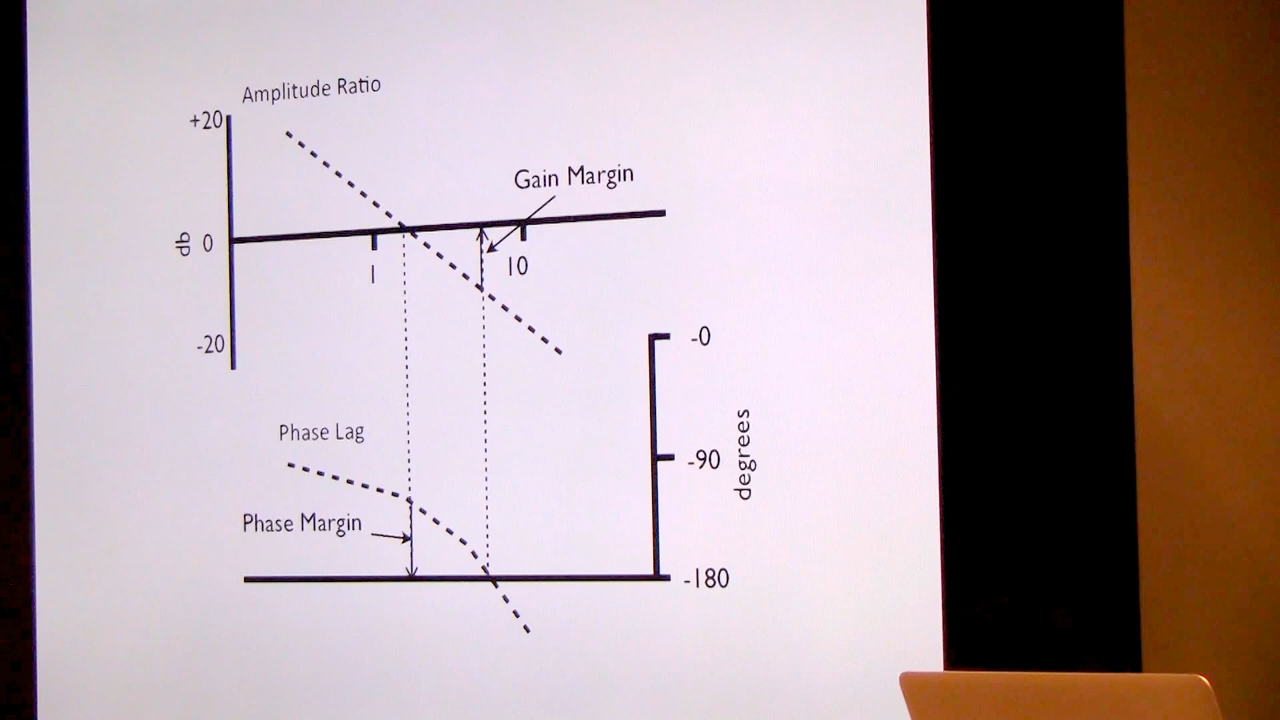 Amplitude Ratio
+20
Gain Margin
db
0
1
10
-20
-0
Phase Lag
-90
degrees
Phase Margin
-180